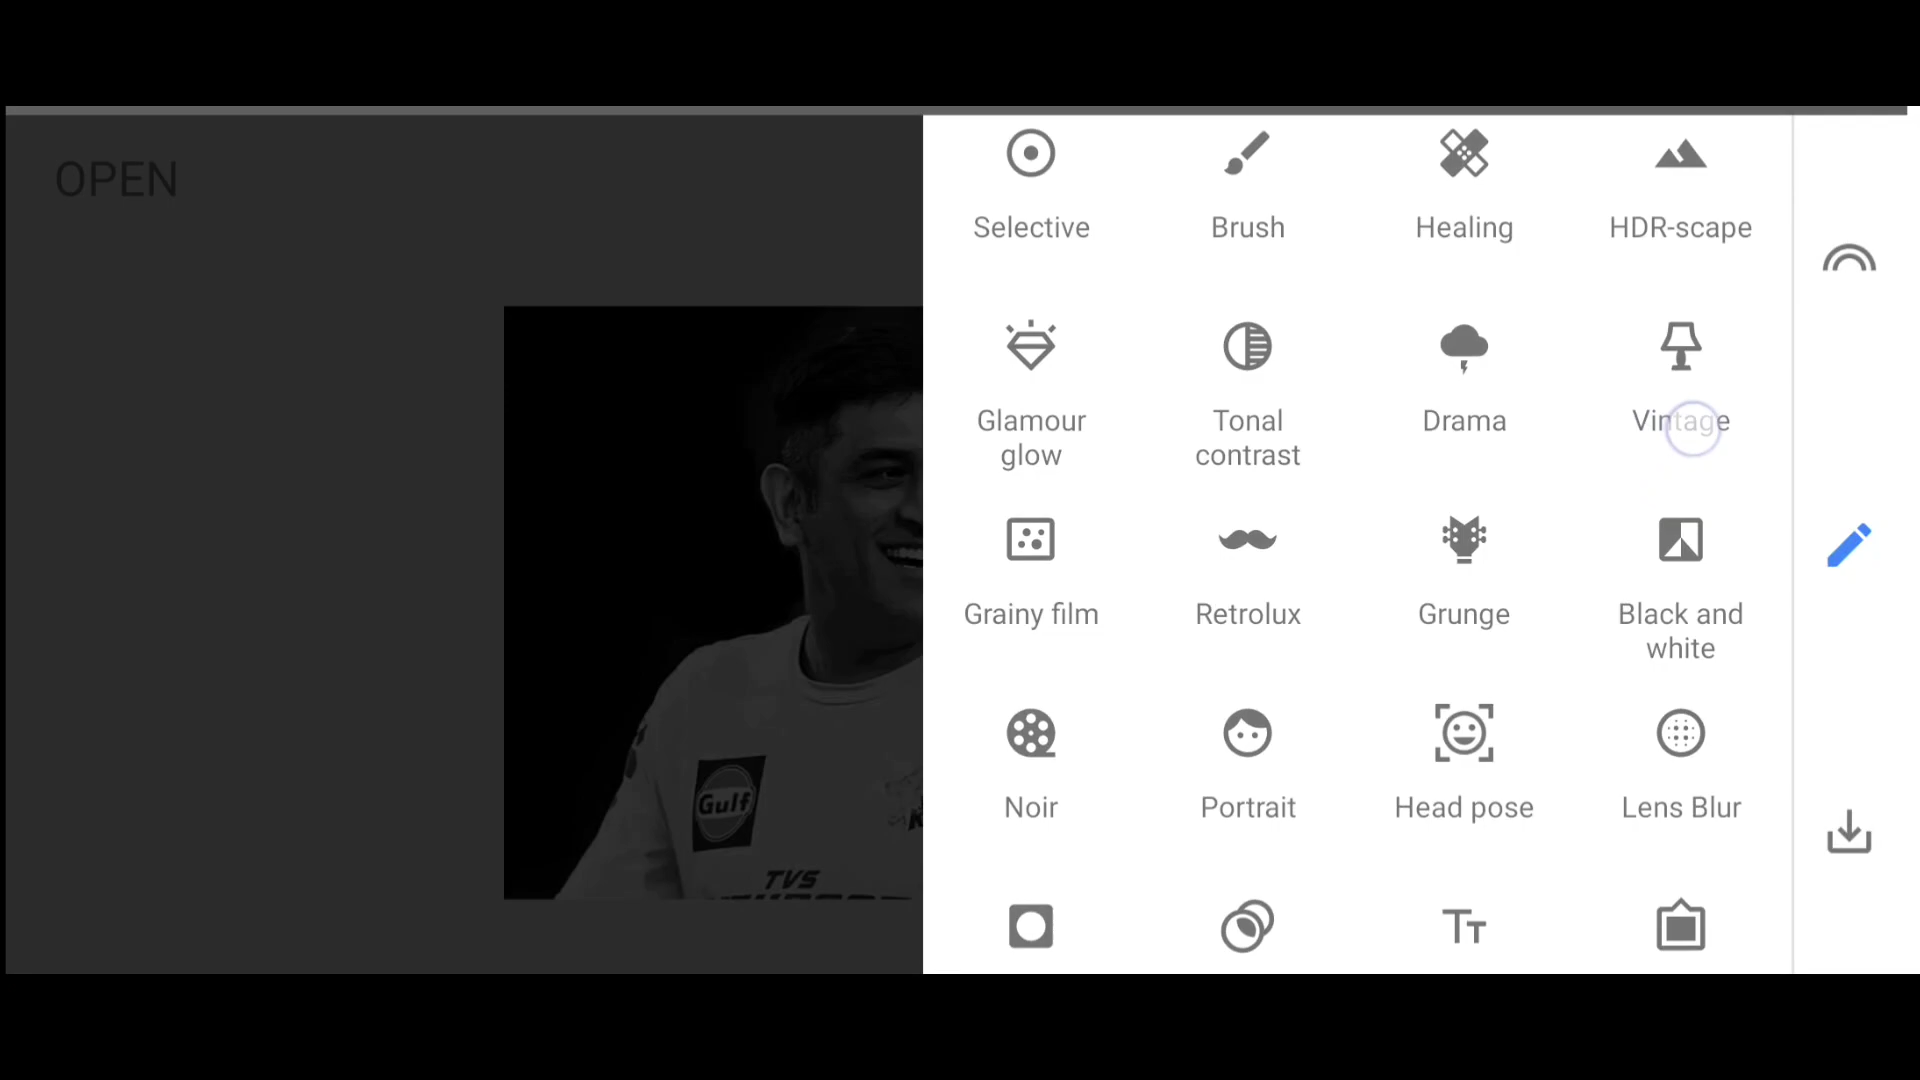 OPEN
Selective
Brush
Healing
HDR-scape
Glamour
glow
Tonal
contrast
Drama
Vintage
Grainy film
Retrolux
Grunge
Black and
white
Noir
Portrait
Head pose
Lens Blur
Gulf
TVS
TT